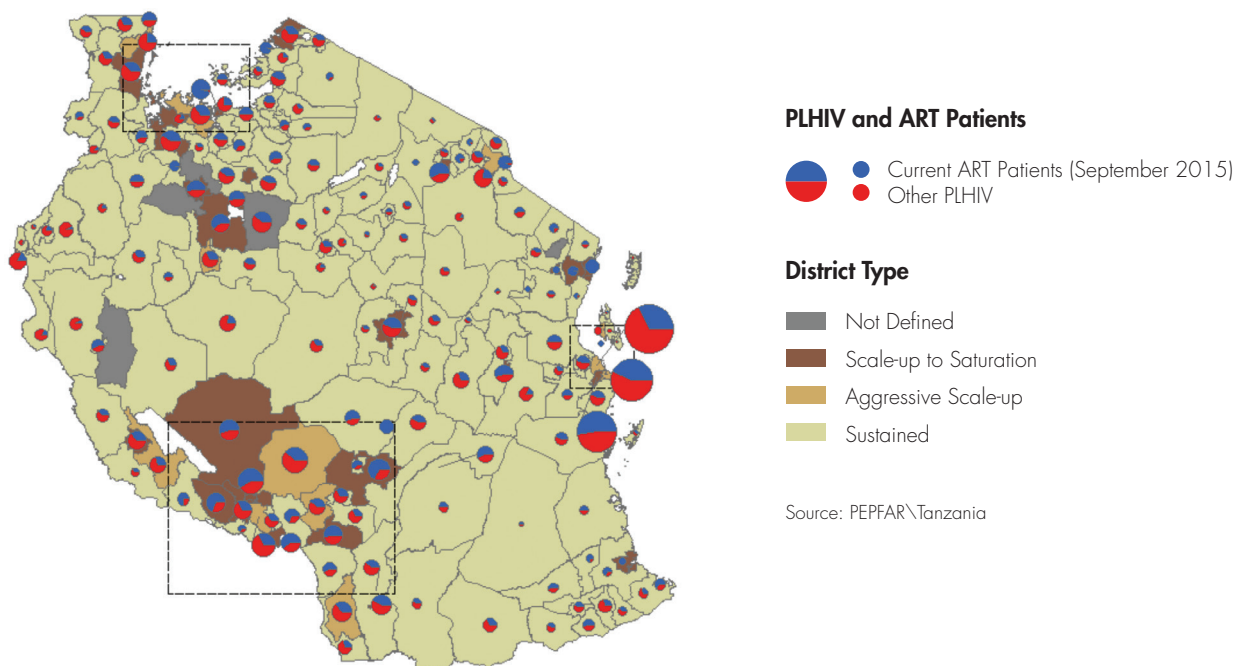 PLHIV and ART Patients
Current ART Patients (September 2015)
Other PLHIV
District Type
Not Defined
Scale-up to Saturation
Aggressive Scale-up
Sustained
Source: PEPFAR\Tanzania